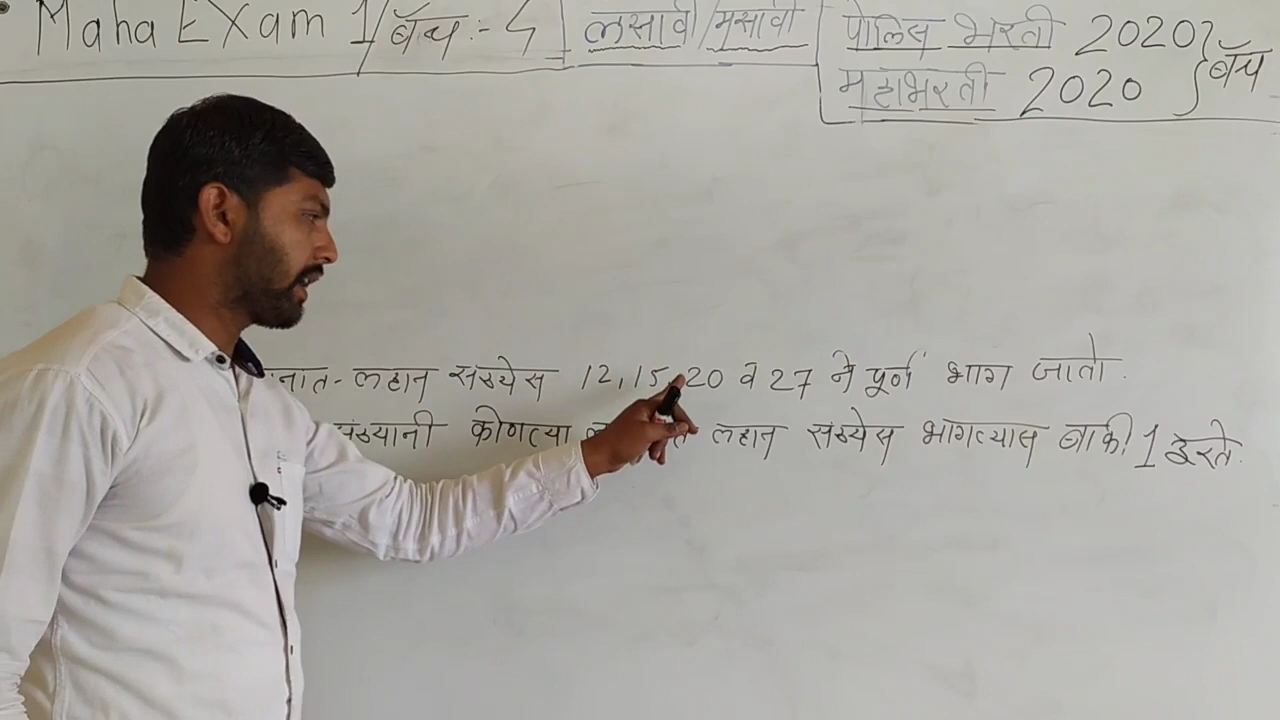 Maha EXam 1/बॅच :- 4
लसावी/मसावी
पोलिस भरती 2020
महाभरती 2020
बॅच
लहान संख्येस 12, 15, 20 व 27 ने पूर्ण भाग जातो.
संख्यानी कोणत्या लहान संख्येस भागल्यास बाकी 1 उरते.